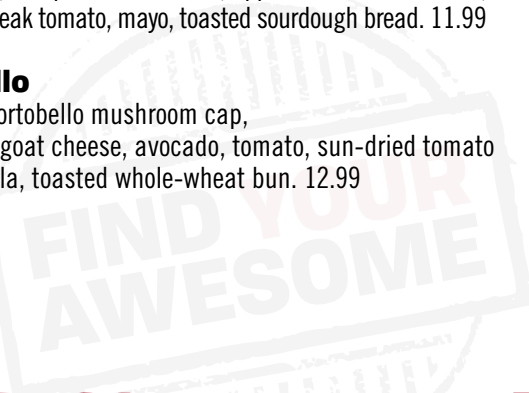 eak tomato, mayo, toasted sourdough bread. 11.99
llo
ortobello mushroom cap,
goat cheese, avocado, tomato, sun-dried tomato
la, toasted whole-wheat bun. 12.99
FIND YOUR
AWESOME